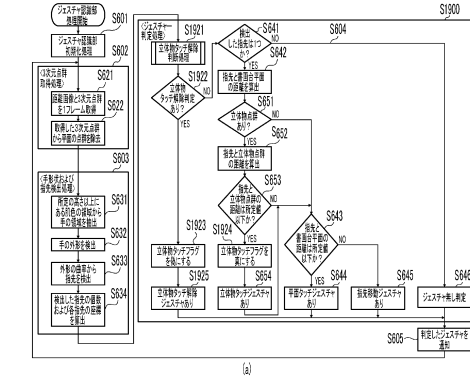 ジェスチャ認識部
処理開始
S601
ジェスチャ認識部
初期化処理
S602
<3次元点群
取得処理>
S621
距離画像と3次元点群
を1フレーム取得
S622
取得した3次元点群
から平面の点群を除去
S603
<手形状および
指先検出処理>
S631
所定の高さ以上に
ある肌色の領域から
手の領域を抽出
S632
手の外形を検出
S633
外形の曲率から
指先を検出
S634
検出した指先の個数
および各指先の座標
を算出
S1900
<ジェスチャー
判定処理>
S1921
立体物タッチ解除
判断処理
S1922
立体物
タッチ解除判定
あり?
NO
YES
S641
検出
した指先は1つ
か?
NO
S604
YES
S642
指先と書画台平面
の距離を算出
S651
立体物点群
あり?
NO
YES
S652
指先と立体物点群
の距離を算出
S653
指先と
立体物点群の
距離は所定値
以下か?
NO
YES
S643
指先と
書画台平面の
距離は所定値
以下か?
NO
YES
S1923
立体物タッチフラグ
を偽にする
S1924
立体物タッチフラグを
真にする
S1925
立体物タッチ解除
ジェスチャあり
S654
立体物タッチジェスチャ
あり
S644
平面タッチジェスチャ
あり
S645
指先移動ジェスチャ
あり
S646
ジェスチャ無し判定
S605
判定したジェスチャを
通知
(a)